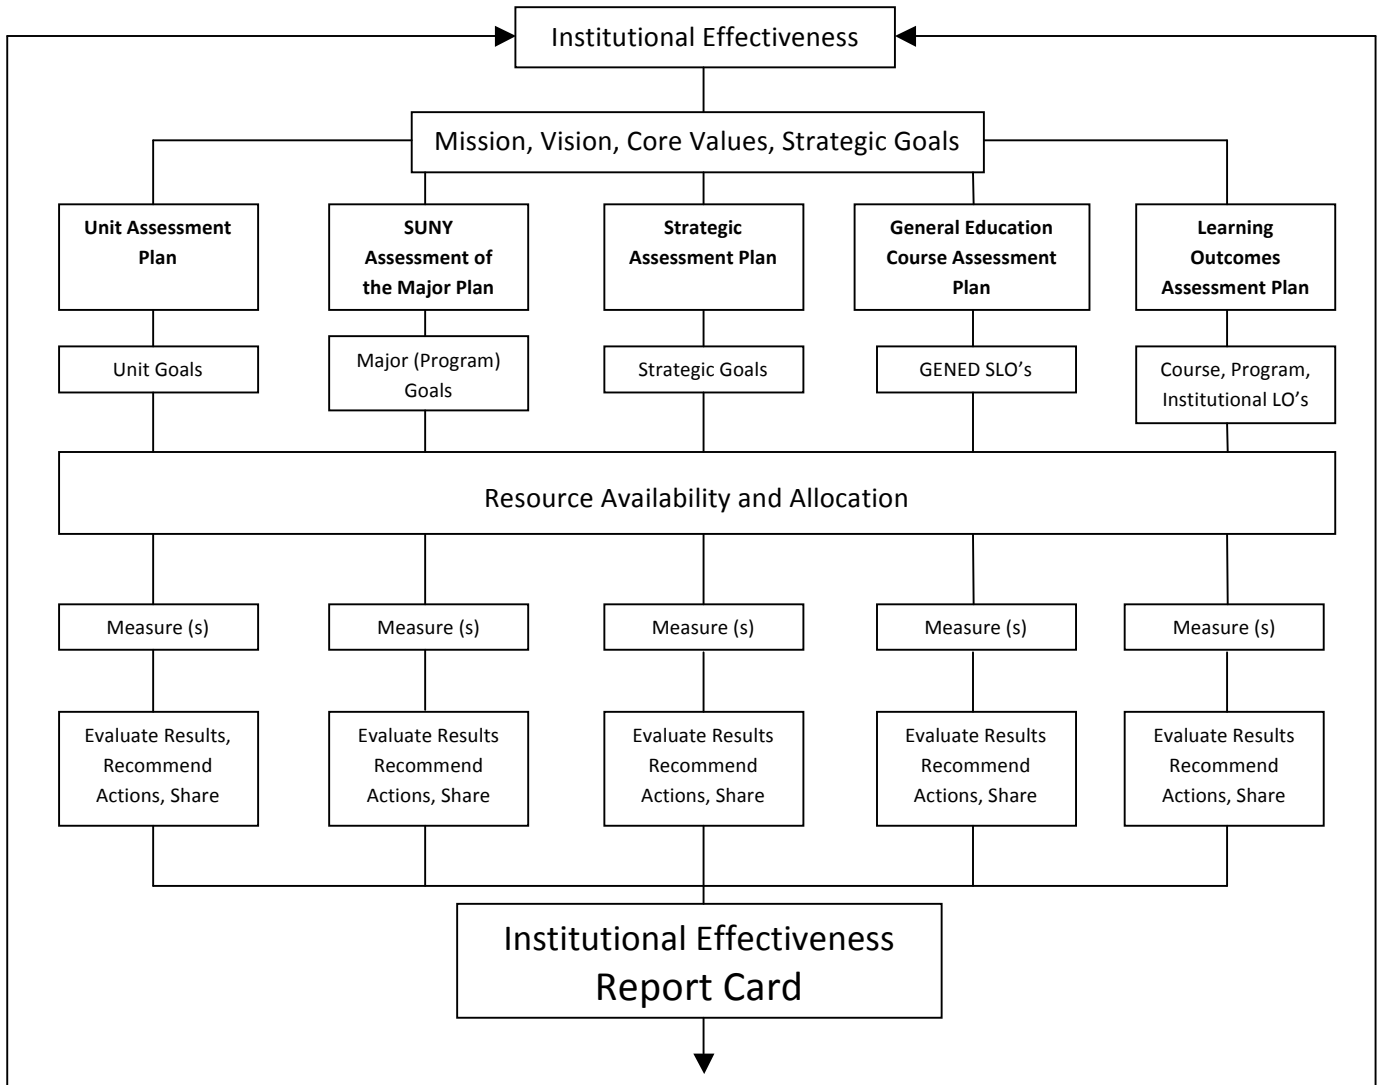 Institutional Effectiveness
Mission, Vision, Core Values, Strategic Goals
Unit Assessment
Plan
SUNY
Assessment of
the Major Plan
Strategic
Assessment Plan
General Education
Course Assessment
Plan
Learning
Outcomes
Assessment Plan
Unit Goals
Major (Program)
Goals
Strategic Goals
GENED SLO’s
Course, Program,
Institutional LO’s
Resource Availability and Allocation
Measure (s)
Measure (s)
Measure (s)
Measure (s)
Measure (s)
Evaluate Results,
Recommend
Actions, Share
Evaluate Results
Recommend
Actions, Share
Evaluate Results
Recommend
Actions, Share
Evaluate Results
Recommend
Actions, Share
Evaluate Results
Recommend
Actions, Share
Institutional Effectiveness
Report Card